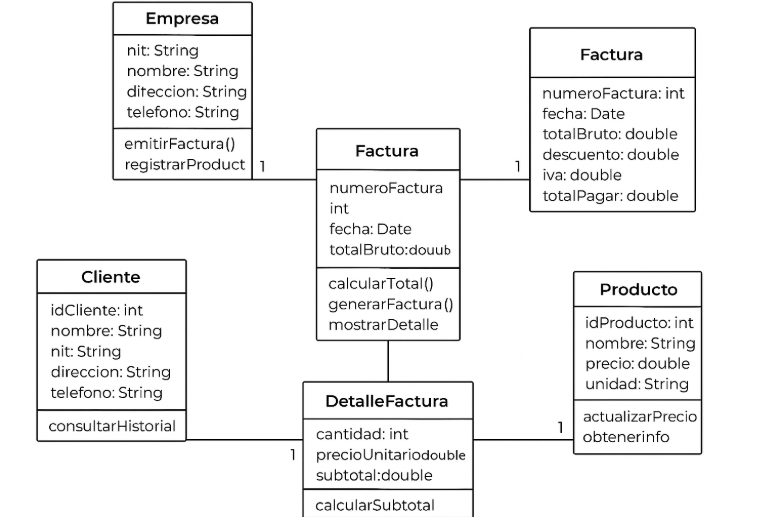 Empresa
nit: String
nombre: String
direccion: String
telefono: String
emitirFactura()
registrarProduct
1
Factura
numeroFactura: int
fecha: Date
totalBruto: double
descuento: double
iva: double
totalPagar: double
1
Factura
numeroFactura
int
fecha: Date
totalBruto:douub
calcularTotal()
generarFactura()
mostrarDetalle
Cliente
idCliente: int
nombre: String
nit: String
direccion: String
telefono: String
consultarHistorial
1
Producto
idProducto: int
nombre: String
precio: double
unidad: String
actualizarPrecio
obtenerinfo
1
DetalleFactura
cantidad: int
precioUnitariodouble
subtotal:double
calcularSubtotal